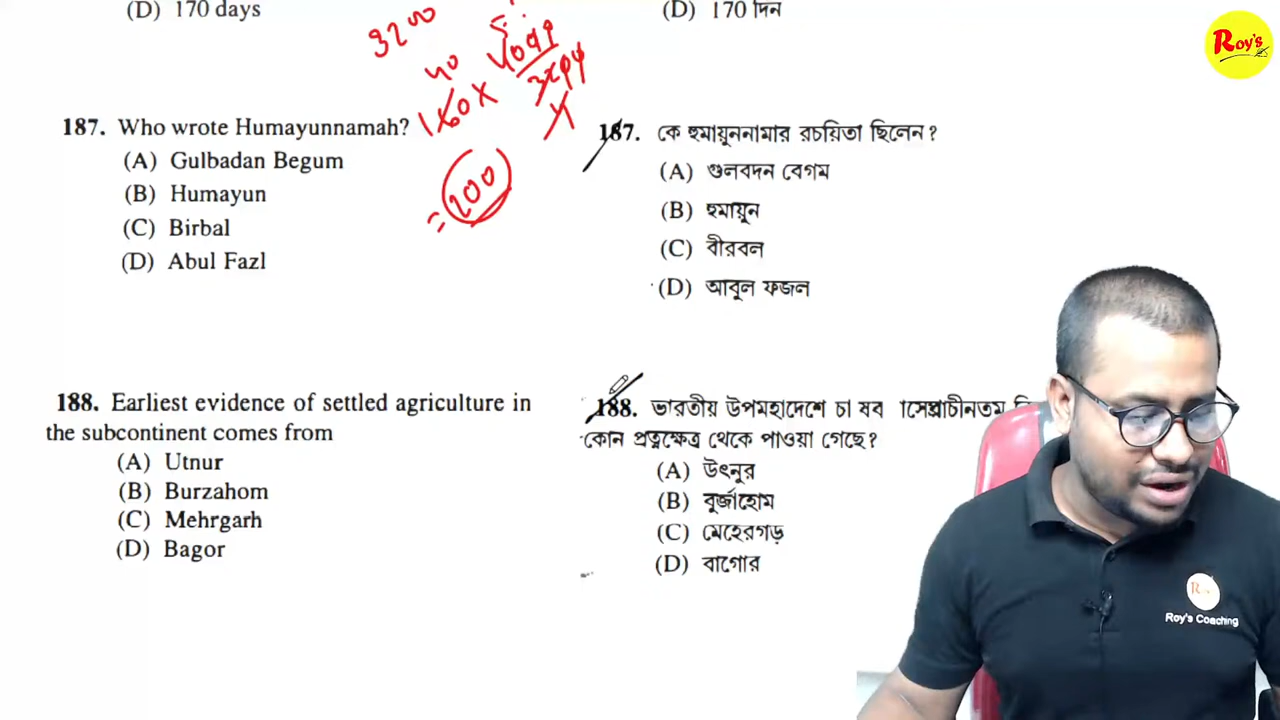 (D) 170 days
(D) 170 দিন
3200
40
= 200
Roy's
187. Who wrote Humayunnamah?
(A) Gulbadan Begum
(B) Humayun
(C) Birbal
(D) Abul Fazl
187. কে হুমায়ুননামার রচয়িতা ছিলেন?
(A) গুলবদন বেগম
(B) হুমায়ুন
(C) বীরবল
(D) আবুল ফজল
188. Earliest evidence of settled agriculture in
the subcontinent comes from
(A) Utnur
(B) Burzahom
(C) Mehrgarh
(D) Bagor
188. ভারতীয় উপমহাদেশে
কোন প্রত্নক্ষেত্র থেকে পাওয়া গেছে?
(A) উৎনুর
(B) বুর্জাহোম
(C) মেহেরগড়
(D) বাগোর
Roy's Coaching